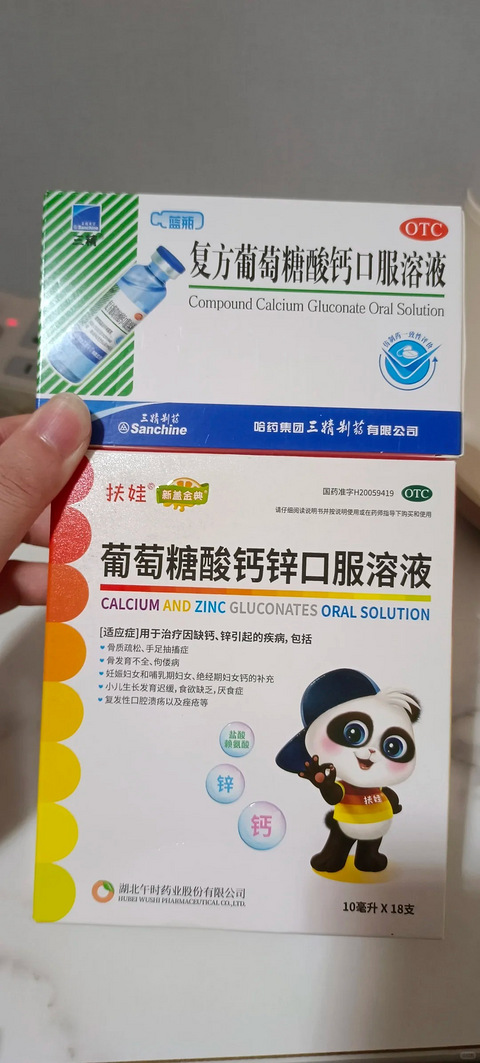 Sanchine
三精
蓝瓶
OTC
复方葡萄糖酸钙口服溶液
Compound Calcium Gluconate Oral Solution
仿制药一致性评价
三精制药
Sanchine
哈药集团三精制药有限公司
扶娃®
新盖金典
国药准字H20059419
OTC
请仔细阅读说明书并按说明使用或在药师指导下购买和使用
葡萄糖酸钙锌口服溶液
CALCIUM AND ZINC GLUCONATES ORAL SOLUTION
[适应症]用于治疗因缺钙、锌引起的疾病,包括
骨质疏松、手足抽搐症
骨发育不全、佝偻病
妊娠妇女和哺乳期妇女、绝经期妇女钙的补充
小儿生长发育迟缓,食欲缺乏,厌食症
复发性口腔溃疡以及痤疮等
盐酸
赖氨酸
锌
钙
扶娃
湖北午时药业股份有限公司
HUBEI WUSHI PHARMACEUTICAL CO.,LTD.
10毫升 X 18支